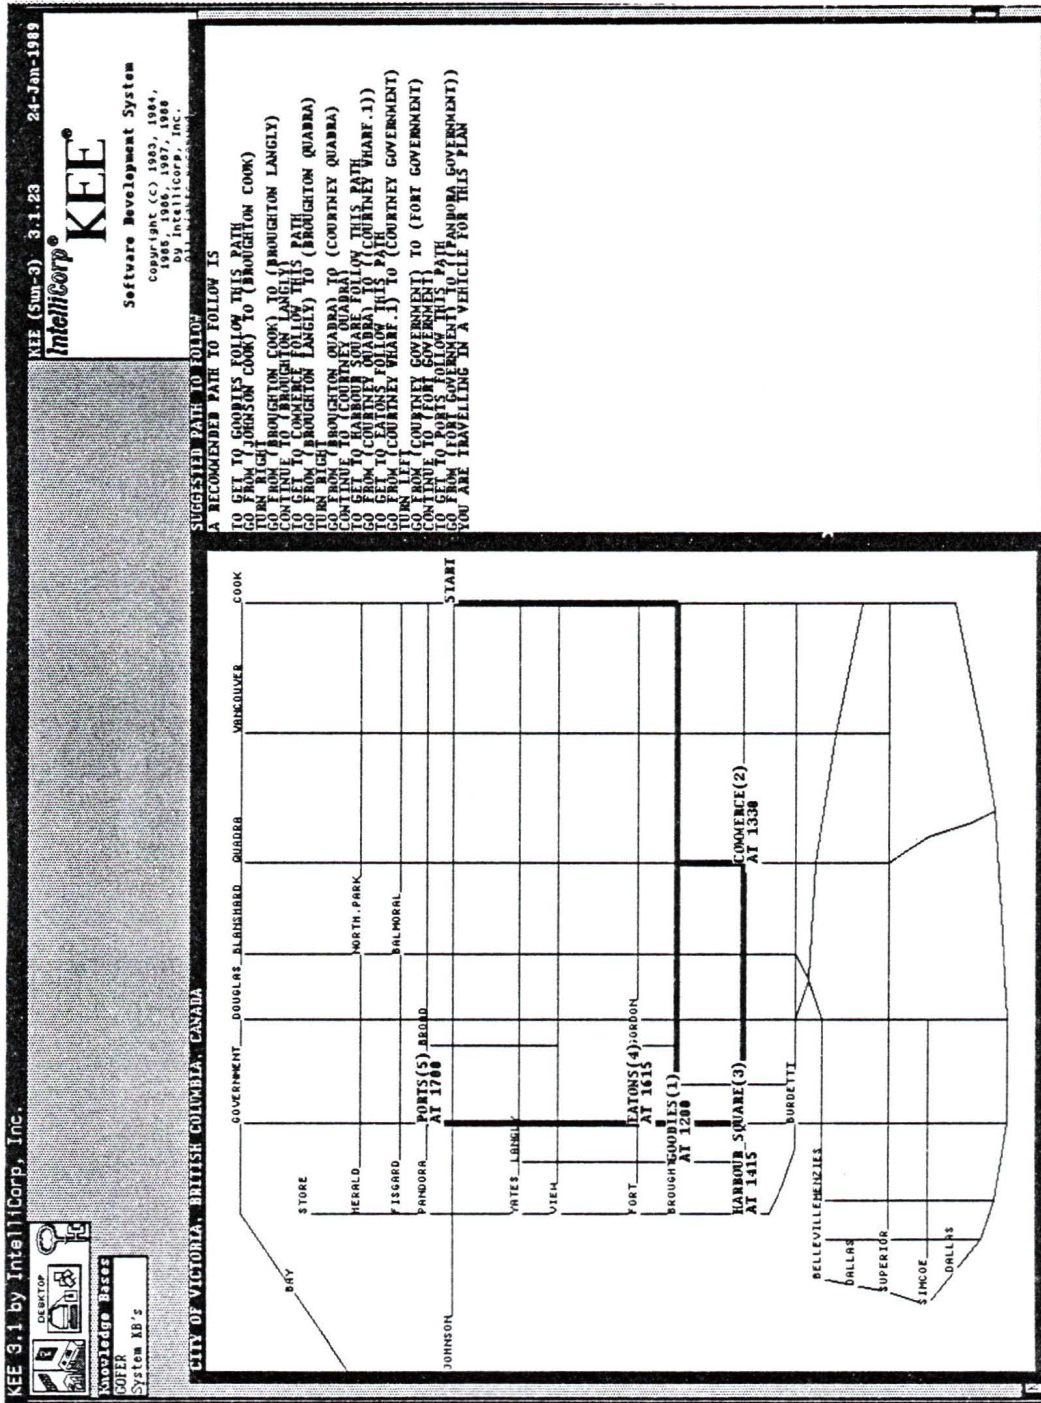 KEE 3.1 by IntelliCorp, Inc.
KEE (Sun-3) 3.1.23 24-Jan-1989
DESKTOP
Knowledge Bases
GOFER
System KB's
IntelliCorp®
KEE®
Software Development System
Copyright (c) 1983, 1984,
1985, 1986, 1987, 1988
By IntelliCorp, Inc.
All rights reserved
CITY OF VICTORIA, BRITISH COLUMBIA, CANADA
GOVERNMENT
DOUGLAS
BLANSHARD
QUADRA
VANCOUVER
COOK
BAY
STORE
HERALD
NORTH.PARK
FISGARD
BALMORAL
PANDORA
PORTS(5)
AT 1700
BROAD
JOHNSON
START
YATES
LANGLY
VIEW
FORT
EATONS(4)
AT 1615
GORDON
BROUGH
GOODIES(1)
AT 1200
HARBOUR SQUARE(3)
AT 1415
COMMERCE(2)
AT 1330
BURDETTI
BELLEVILLE
MENZIES
DALLAS
SUPERIOR
SIMCOE
DALLAS
SUGGESTED PATH TO FOLLOW
A RECOMMENDED PATH TO FOLLOW IS
TO GET TO GOODIES FOLLOW THIS PATH
GO FROM (JOHNSON COOK) TO (BROUGHTON COOK)
TURN RIGHT
GO FROM (BROUGHTON COOK) TO (BROUGHTON LANGLY)
CONTINUE TO (BROUGHTON LANGLY)
TO GET TO COMMERCE FOLLOW THIS PATH
GO FROM (BROUGHTON LANGLY) TO (BROUGHTON QUADRA)
TURN RIGHT
GO FROM (BROUGHTON QUADRA) TO (COURTNEY QUADRA)
CONTINUE TO (COURTNEY QUADRA)
TO GET TO HARBOUR SQUARE FOLLOW THIS PATH
GO FROM (COURTNEY QUADRA) TO ((COURTNEY WHARF.1))
TO GET TO EATONS FOLLOW THIS PATH
GO FROM (COURTNEY WHARF.1) TO (COURTNEY GOVERNMENT)
TURN LEFT
GO FROM (COURTNEY GOVERNMENT) TO (FORT GOVERNMENT)
CONTINUE TO (FORT GOVERNMENT)
TO GET TO PORTS FOLLOW THIS PATH
GO FROM (FORT GOVERNMENT) TO ((PANDORA GOVERNMENT))
YOU ARE TRAVELLING IN A VEHICLE FOR THIS PLAN